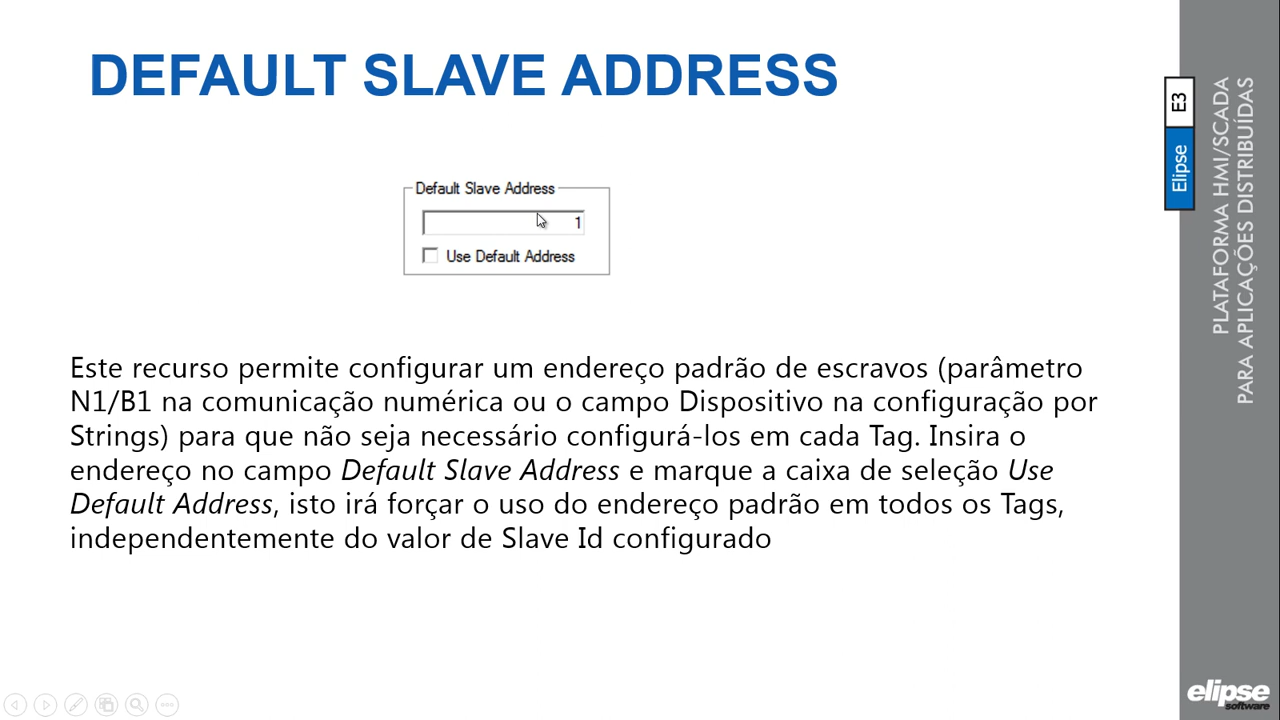 DEFAULT SLAVE ADDRESS
Default Slave Address
1
Use Default Address
Este recurso permite configurar um endereço padrão de escravos (parâmetro
N1/B1 na comunicação numérica ou o campo Dispositivo na configuração por
Strings) para que não seja necessário configurá-los em cada Tag. Insira o
endereço no campo Default Slave Address e marque a caixa de seleção Use
Default Address, isto irá forçar o uso do endereço padrão em todos os Tags,
independentemente do valor de Slave Id configurado
Elipse E3
PLATAFORMA HMI/SCADA
PARA APLICAÇÕES DISTRIBUÍDAS
elipse
software